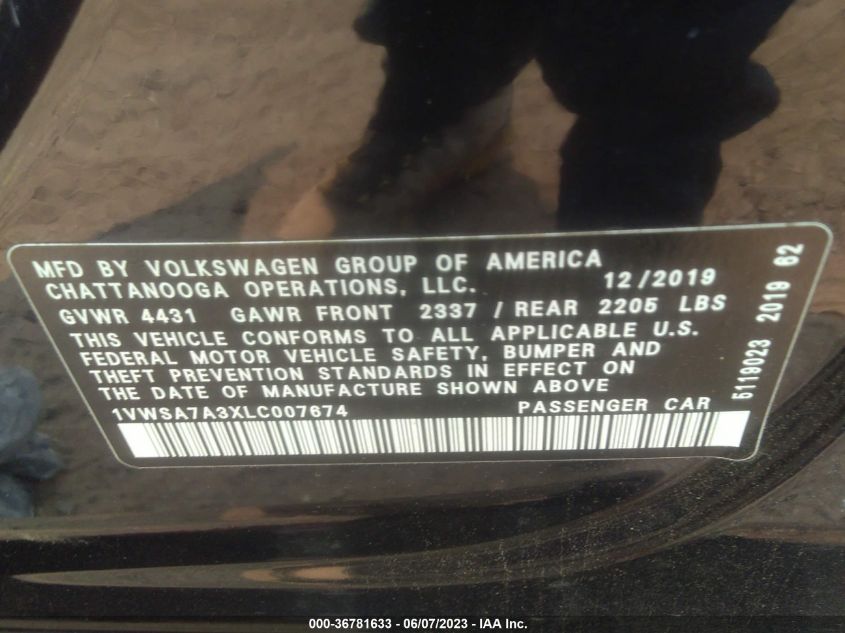 MFD BY VOLKSWAGEN GROUP OF AMERICA
CHATTANOOGA OPERATIONS, LLC. 12/2019
GVWR 4431 GAWR FRONT 2337 / REAR 2205 LBS
THIS VEHICLE CONFORMS TO ALL APPLICABLE U.S.
FEDERAL MOTOR VEHICLE SAFETY, BUMPER AND
THEFT PREVENTION STANDARDS IN EFFECT ON
THE DATE OF MANUFACTURE SHOWN ABOVE
1VWSA7A3XLC007674 PASSENGER CAR
5119023 2019 62
000-36781633 - 06/07/2023 - IAA Inc.